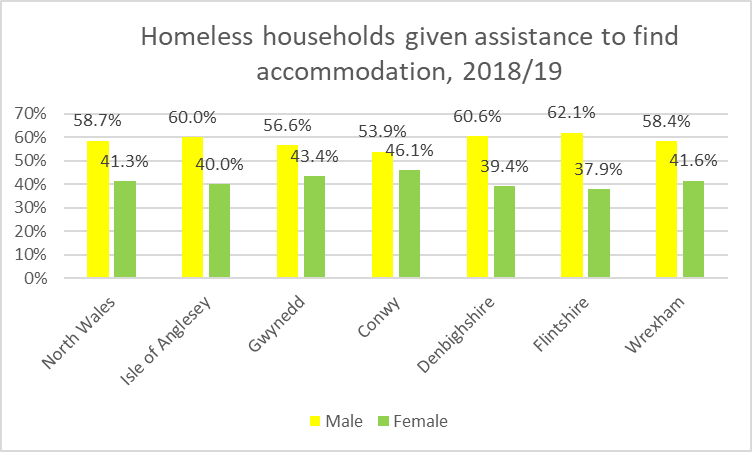 Homeless households given assistance to find
accommodation, 2018/19
70%
60%
50%
40%
30%
20%
10%
0%
58.7%
41.3%
60.0%
40.0%
56.6%
43.4%
53.9%
46.1%
60.6%
39.4%
62.1%
37.9%
58.4%
41.6%
North Wales
Isle of Anglesey
Gwynedd
Conwy
Denbighshire
Flintshire
Wrexham
Male
Female